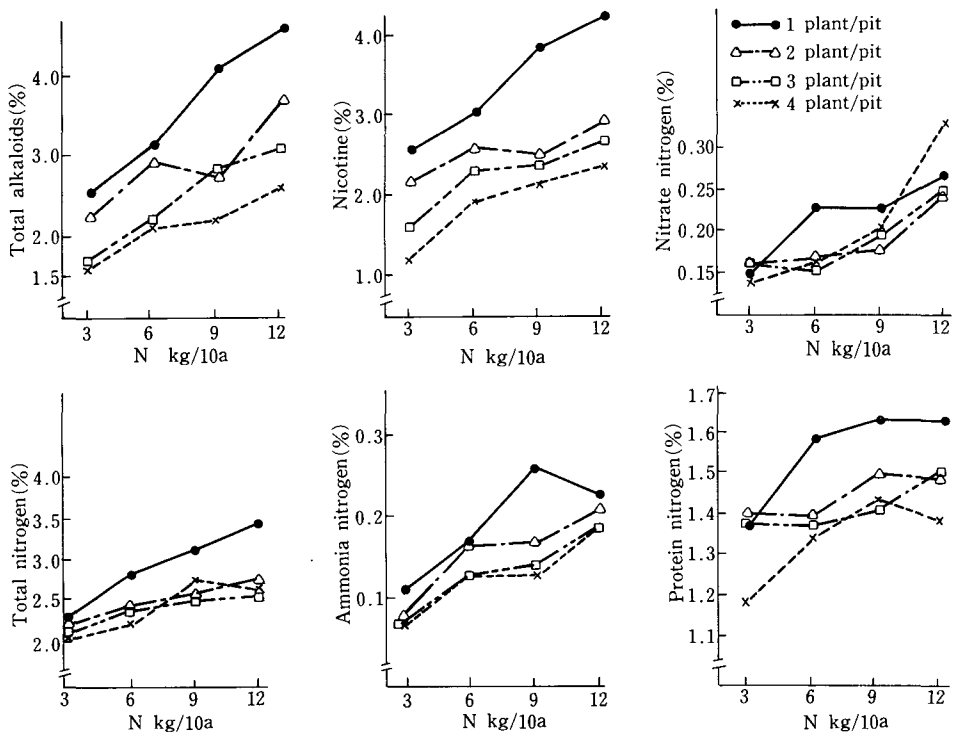 Total alkaloids(%)
4.0
3.0
2.0
1.5
3 6 9 12
N kg/10a
Nicotine(%)
4.0
3.0
2.0
1.0
3 6 9 12
N kg/10a
1 plant/pit
2 plant/pit
3 plant/pit
4 plant/pit
Nitrate nitrogen(%)
0.30
0.25
0.20
0.15
3 6 9 12
N kg/10a
Total nitrogen(%)
4.0
3.5
3.0
2.5
2.0
3 6 9 12
N kg/10a
Ammonia nitrogen(%)
0.3
0.2
0.1
3 6 9 12
N kg/10a
Protein nitrogen(%)
1.7
1.6
1.5
1.4
1.3
1.2
1.1
3 6 9 12
N kg/10a